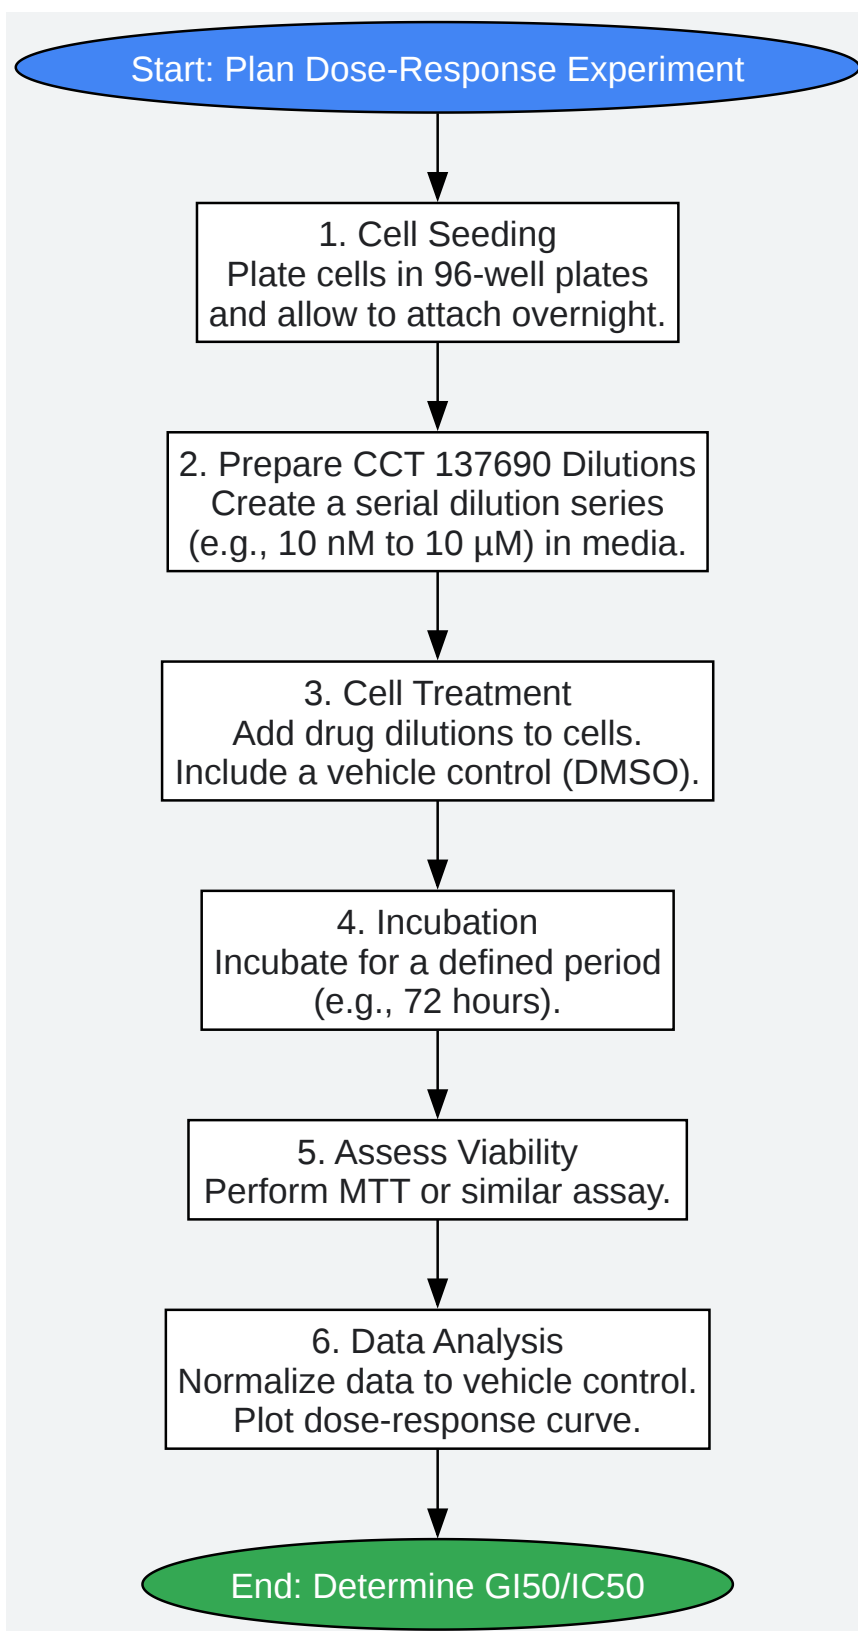 Start: Plan Dose-Response Experiment
1. Cell Seeding
Plate cells in 96-well plates
and allow to attach overnight.
2. Prepare CCT 137690 Dilutions
Create a serial dilution series
(e.g., 10 nM to 10 µM) in media.
3. Cell Treatment
Add drug dilutions to cells.
Include a vehicle control (DMSO).
4. Incubation
Incubate for a defined period
(e.g., 72 hours).
5. Assess Viability
Perform MTT or similar assay.
6. Data Analysis
Normalize data to vehicle control.
Plot dose-response curve.
End: Determine GI50/IC50